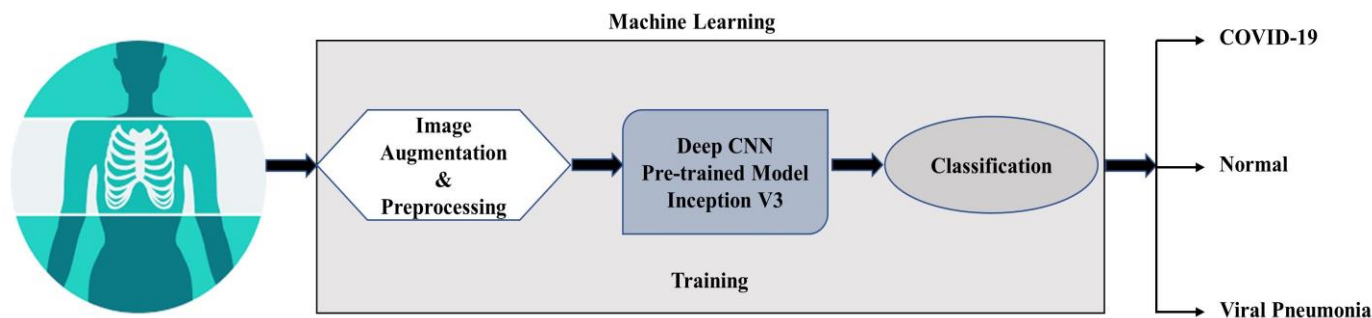 Machine Learning
Image
Augmentation
&
Preprocessing
Deep CNN
Pre-trained Model
Inception V3
Classification
Training
COVID-19
Normal
Viral Pneumonia